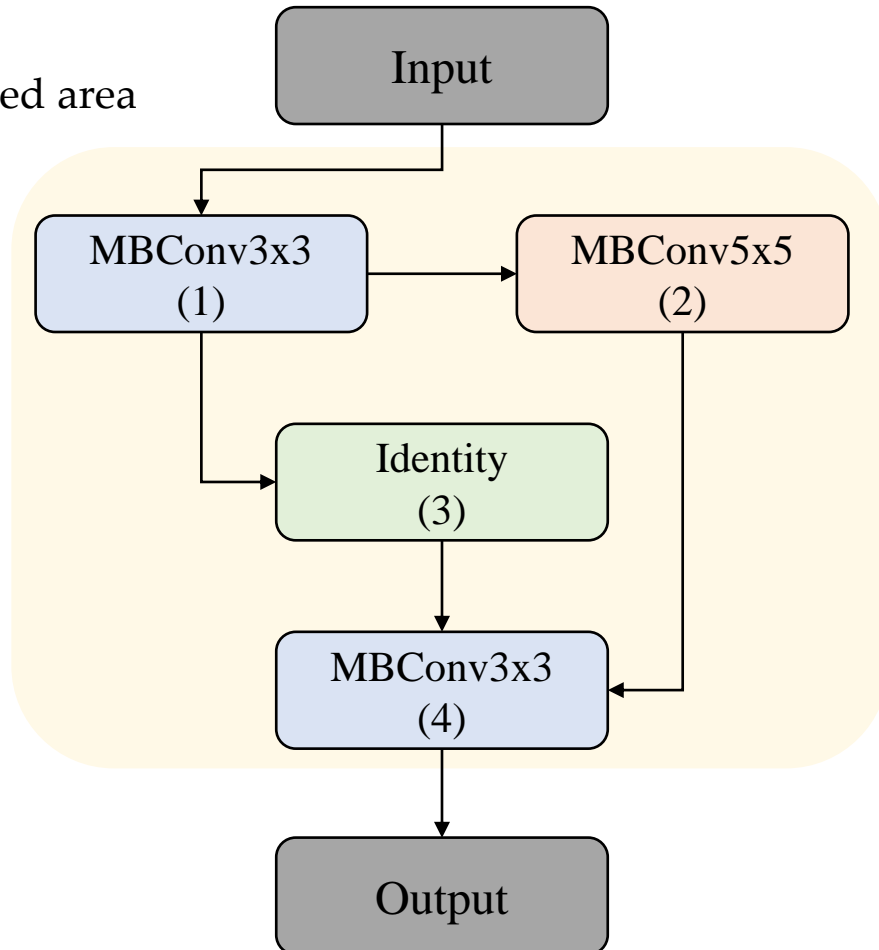 Input
ed area
MBConv3x3
(1)
MBConv5x5
(2)
Identity
(3)
MBConv3x3
(4)
Output